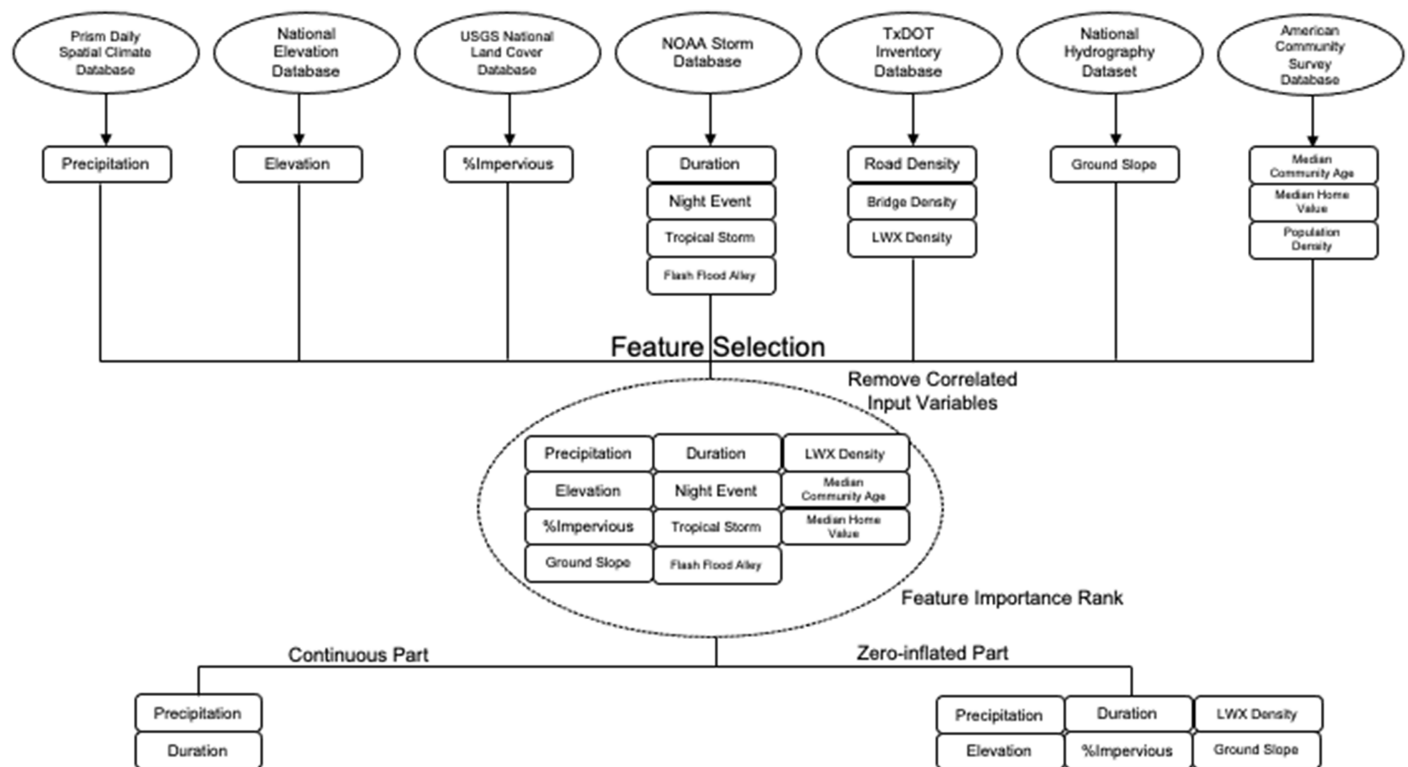 Prism Daily
Spatial Climate
Database
National
Elevation
Database
USGS National
Land Cover
Database
NOAA Storm
Database
TxDOT
Inventory
Database
National
Hydrography
Dataset
American
Community
Survey
Database
Precipitation
Elevation
%Impervious
Duration
Night Event
Tropical Storm
Flash Flood Alley
Road Density
Bridge Density
LWX Density
Ground Slope
Median
Community Age
Median Home
Value
Population
Density
Feature Selection
Remove Correlated
Input Variables
Precipitation
Duration
LWX Density
Elevation
Night Event
Median
Community Age
%Impervious
Tropical Storm
Median Home
Value
Ground Slope
Flash Flood Alley
Feature Importance Rank
Continuous Part
Zero-inflated Part
Precipitation
Duration
Precipitation
Duration
LWX Density
Elevation
%Impervious
Ground Slope